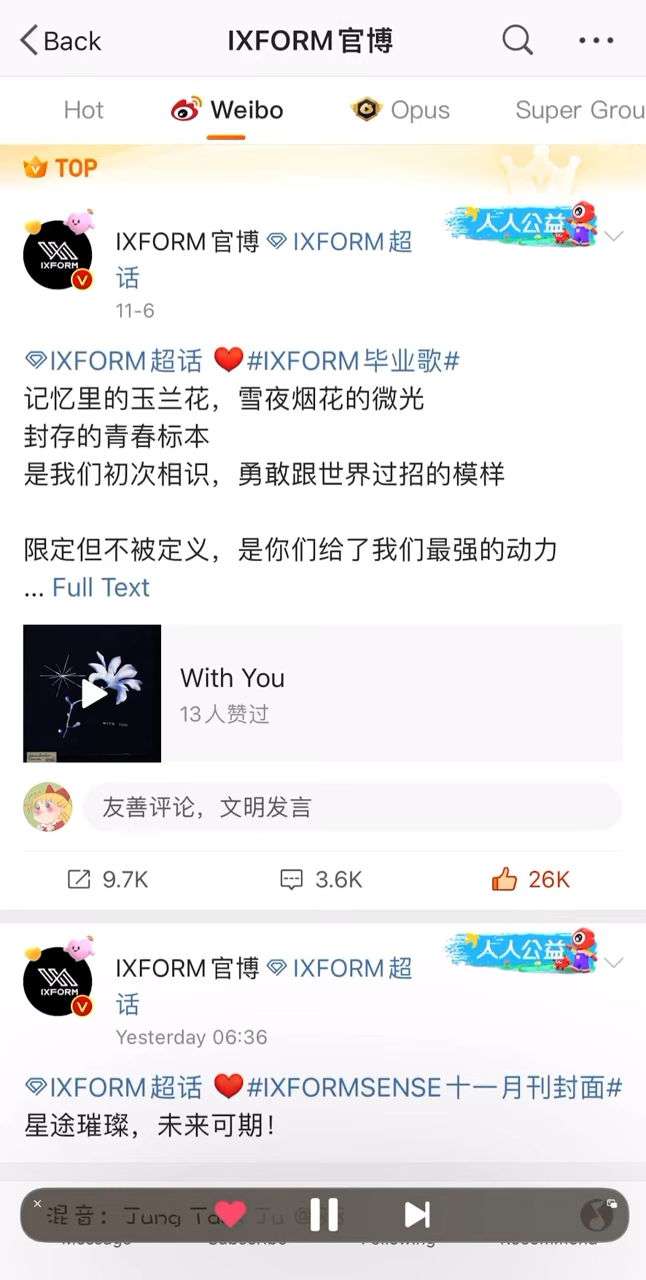 Back
IXFORM官博
Hot
Weibo
Opus
Super Grou
TOP
人人公益
IXFORM
IXFORM官博 IXFORM超
话
11-6
IXFORM超话 #IXFORM毕业歌#
记忆里的玉兰花，雪夜烟花的微光
封存的青春标本
是我们初次相识，勇敢跟世界过招的模样
限定但不被定义，是你们给了我们最强的动力
... Full Text
WITH YOU
With You
13人赞过
友善评论，文明发言
9.7K
3.6K
26K
人人公益
IXFORM
IXFORM官博 IXFORM超
话
Yesterday 06:36
IXFORM超话 #IXFORMSENSE十一月刊封面#
星途璀璨，未来可期！
混音：Jung Ta